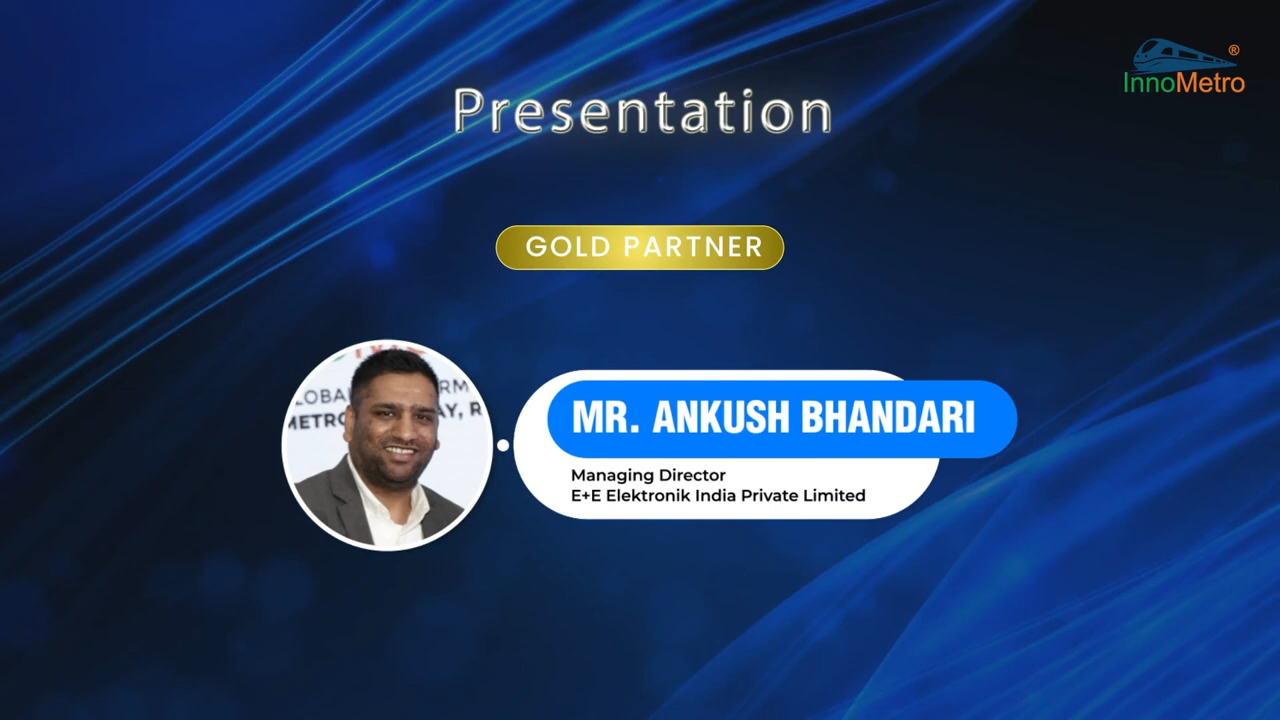 InnoMetro®
Presentation
GOLD PARTNER
MR. ANKUSH BHANDARI
Managing Director
E+E Elektronik India Private Limited